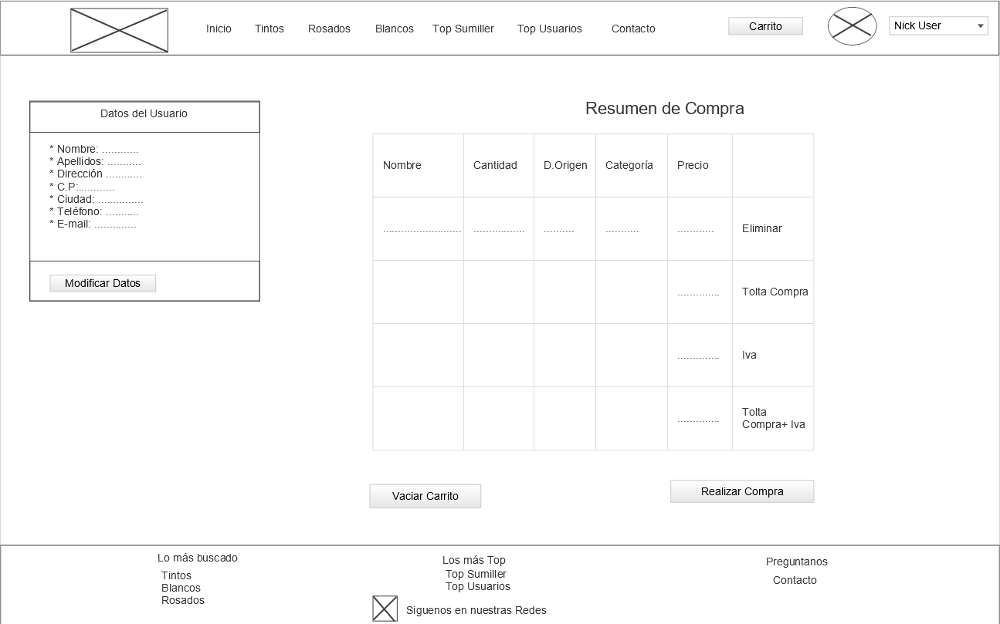 Inicio Tintos Rosados Blancos Top Sumiller Top Usuarios Contacto Carrito Nick User
Datos del Usuario
* Nombre: ............
* Apellidos: ...........
* Dirección ............
* C.P:............
* Ciudad: ...............
* Teléfono: ...........
* E-mail: ..............
Modificar Datos
Resumen de Compra
Nombre Cantidad D.Origen Categoría Precio
.......................... ................. .......... ........... ............ Eliminar
.............. Tolta Compra
.............. Iva
.............. Tolta
Compra+ Iva
Vaciar Carrito
Realizar Compra
Lo más buscado
Tintos
Blancos
Rosados
Los más Top
Top Sumiller
Top Usuarios
Siguenos en nuestras Redes
Preguntanos
Contacto